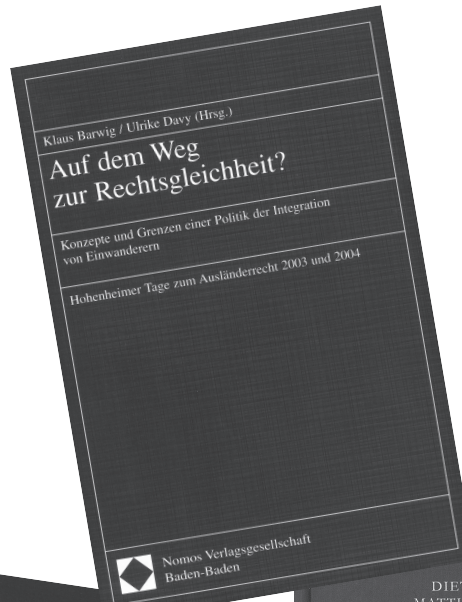 Klaus Barwig / Ulrike Davy (Hrsg.)
Auf dem Weg
zur Rechtsgleichheit?
Konzepte und Grenzen einer Politik der Integration
von Einwanderern
Hohenheimer Tage zum Ausländerrecht 2003 und 2004
Nomos Verlagsgesellschaft
Baden-Baden